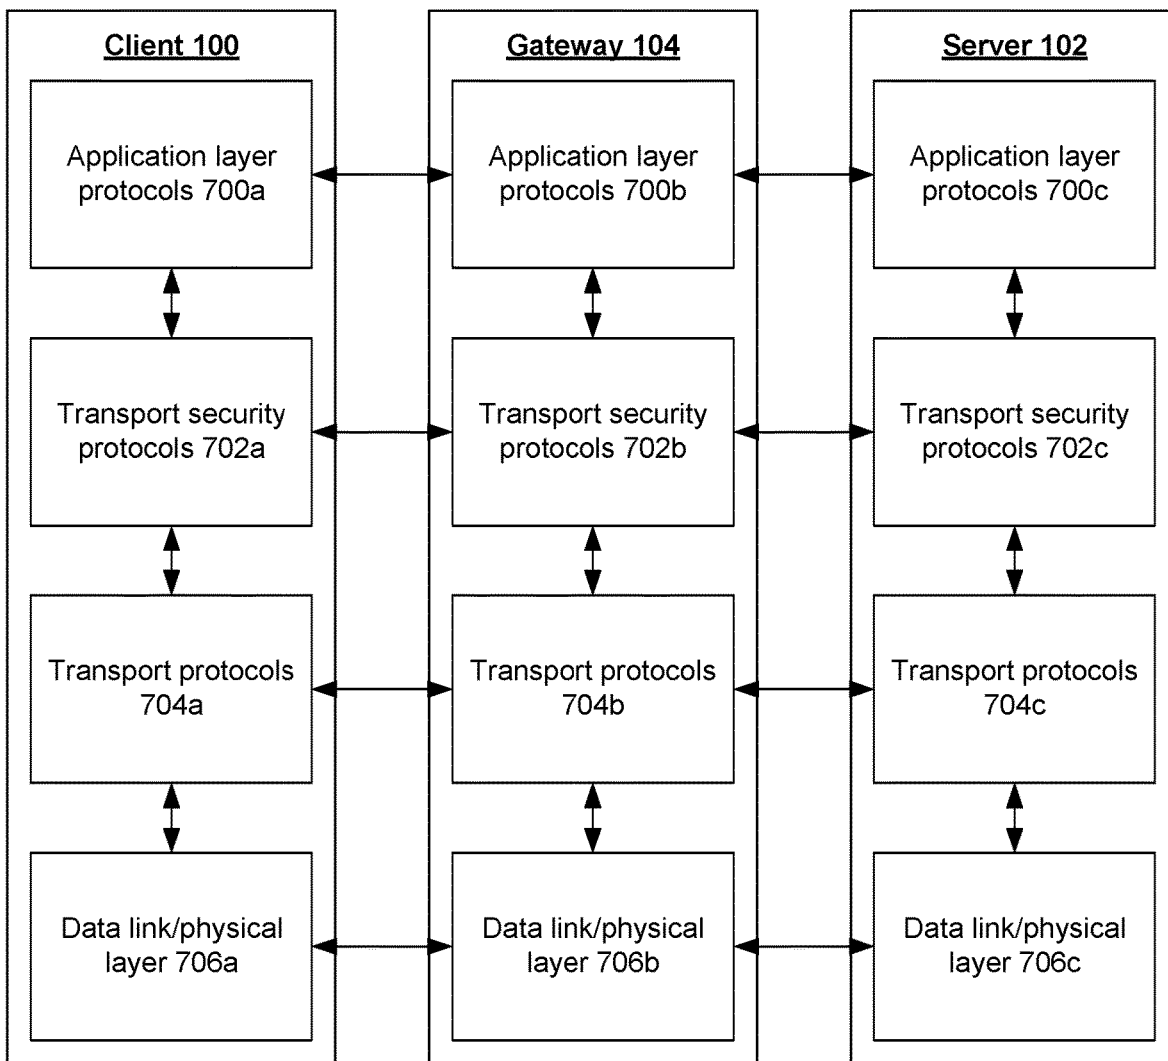 Client 100
Gateway 104
Server 102
Application layer
protocols 700a
Application layer
protocols 700b
Application layer
protocols 700c
Transport security
protocols 702a
Transport security
protocols 702b
Transport security
protocols 702c
Transport protocols
704a
Transport protocols
704b
Transport protocols
704c
Data link/physical
layer 706a
Data link/physical
layer 706b
Data link/physical
layer 706c